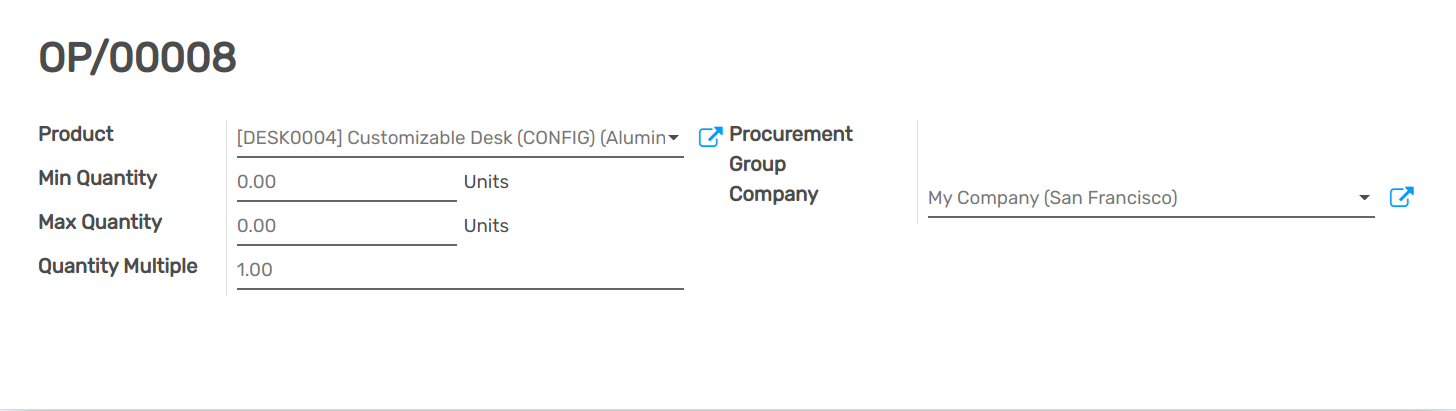 OP/00008
Product
[DESK0004] Customizable Desk (CONFIG) (Alumin
Min Quantity
0.00 Units
Max Quantity
0.00 Units
Quantity Multiple
1.00
Procurement
Group
Company
My Company (San Francisco)